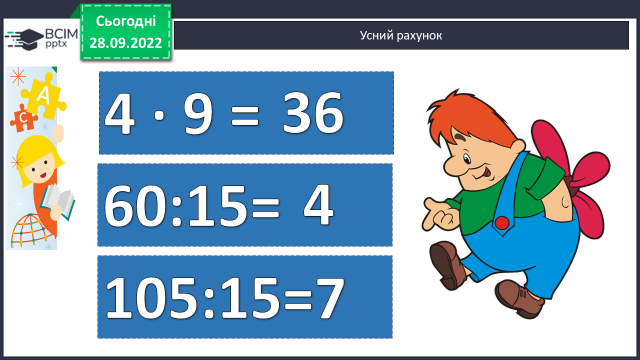 Сьогодні
28.09.2022
ВСІМ
pptx
Усний рахунок
А
С
4 · 9 = 36
60:15= 4
105:15=7